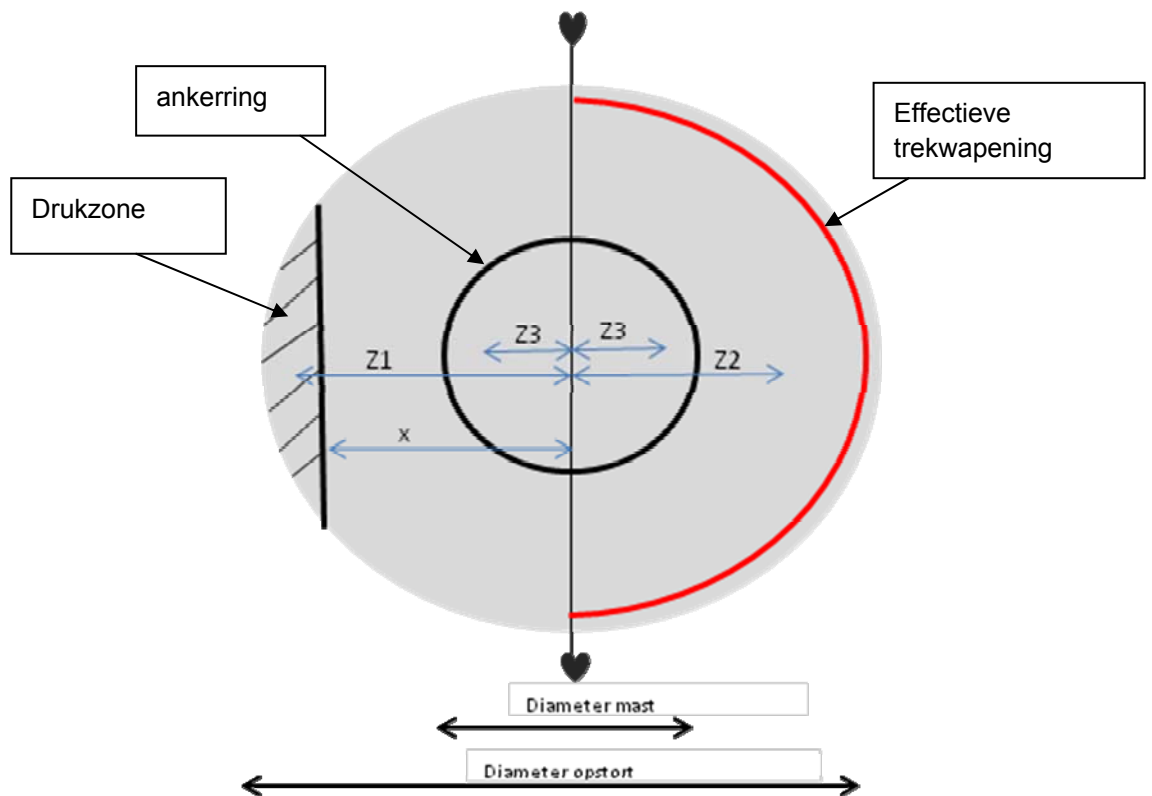 ankerring
Effectieve
trekwapening
Drukzone
Z3
Z3
Z1
Z2
x
Diameter mast
Diameter opstort